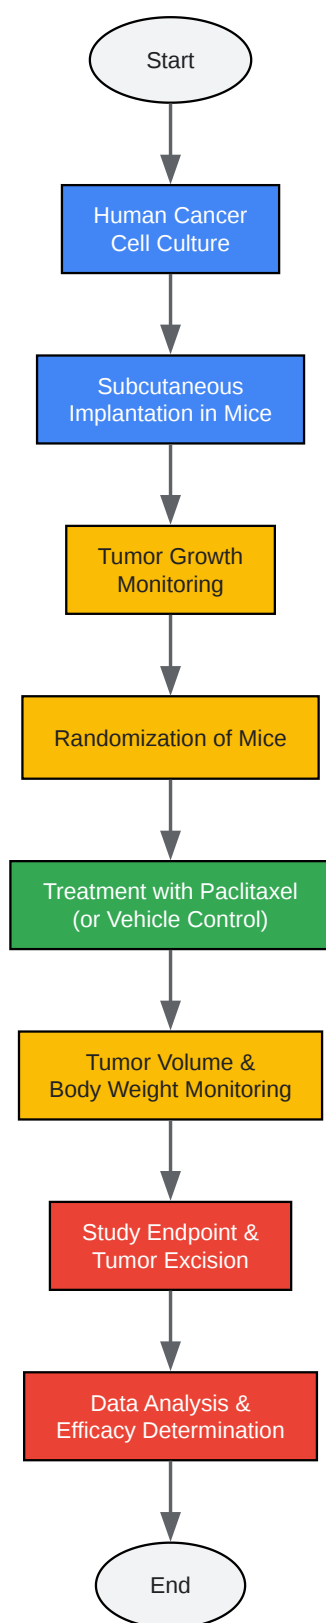 Start
Human Cancer
Cell Culture
Subcutaneous
Implantation in Mice
Tumor Growth
Monitoring
Randomization of Mice
Treatment with Paclitaxel
(or Vehicle Control)
Tumor Volume &
Body Weight Monitoring
Study Endpoint &
Tumor Excision
Data Analysis &
Efficacy Determination
End